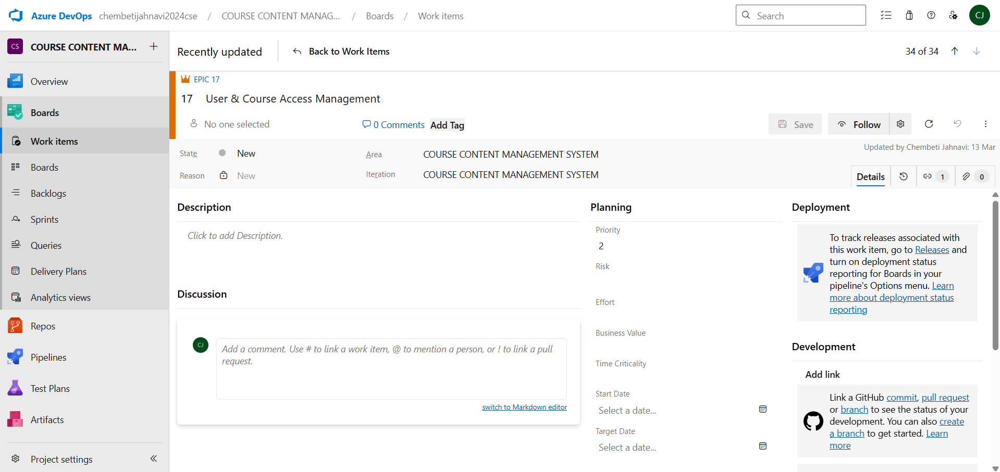 Azure DevOps chembetijahnavi2024cse / COURSE CONTENT MANAG... / Boards / Work items
Search
CJ
CS COURSE CONTENT MA...
Overview
Boards
Work items
Boards
Backlogs
Sprints
Queries
Delivery Plans
Analytics views
Repos
Pipelines
Test Plans
Artifacts
Project settings
Recently updated
Back to Work Items
34 of 34
EPIC 17
17 User & Course Access Management
No one selected
0 Comments
Add Tag
Save
Follow
State
New
Reason
New
Area
COURSE CONTENT MANAGEMENT SYSTEM
Iteration
COURSE CONTENT MANAGEMENT SYSTEM
Updated by Chembeti Jahnavi: 13 Mar
Details
1
0
Description
Click to add Description.
Discussion
CJ
Add a comment. Use # to link a work item, @ to mention a person, or ! to link a pull
request.
switch to Markdown editor
Planning
Priority
2
Risk
Effort
Business Value
Time Criticality
Start Date
Select a date...
Target Date
Select a date...
Deployment
To track releases associated with
this work item, go to Releases and
turn on deployment status
reporting for Boards in your
pipeline's Options menu. Learn
more about deployment status
reporting
Development
Add link
Link a GitHub commit, pull request
or branch to see the status of your
development. You can also create
a branch to get started. Learn
more